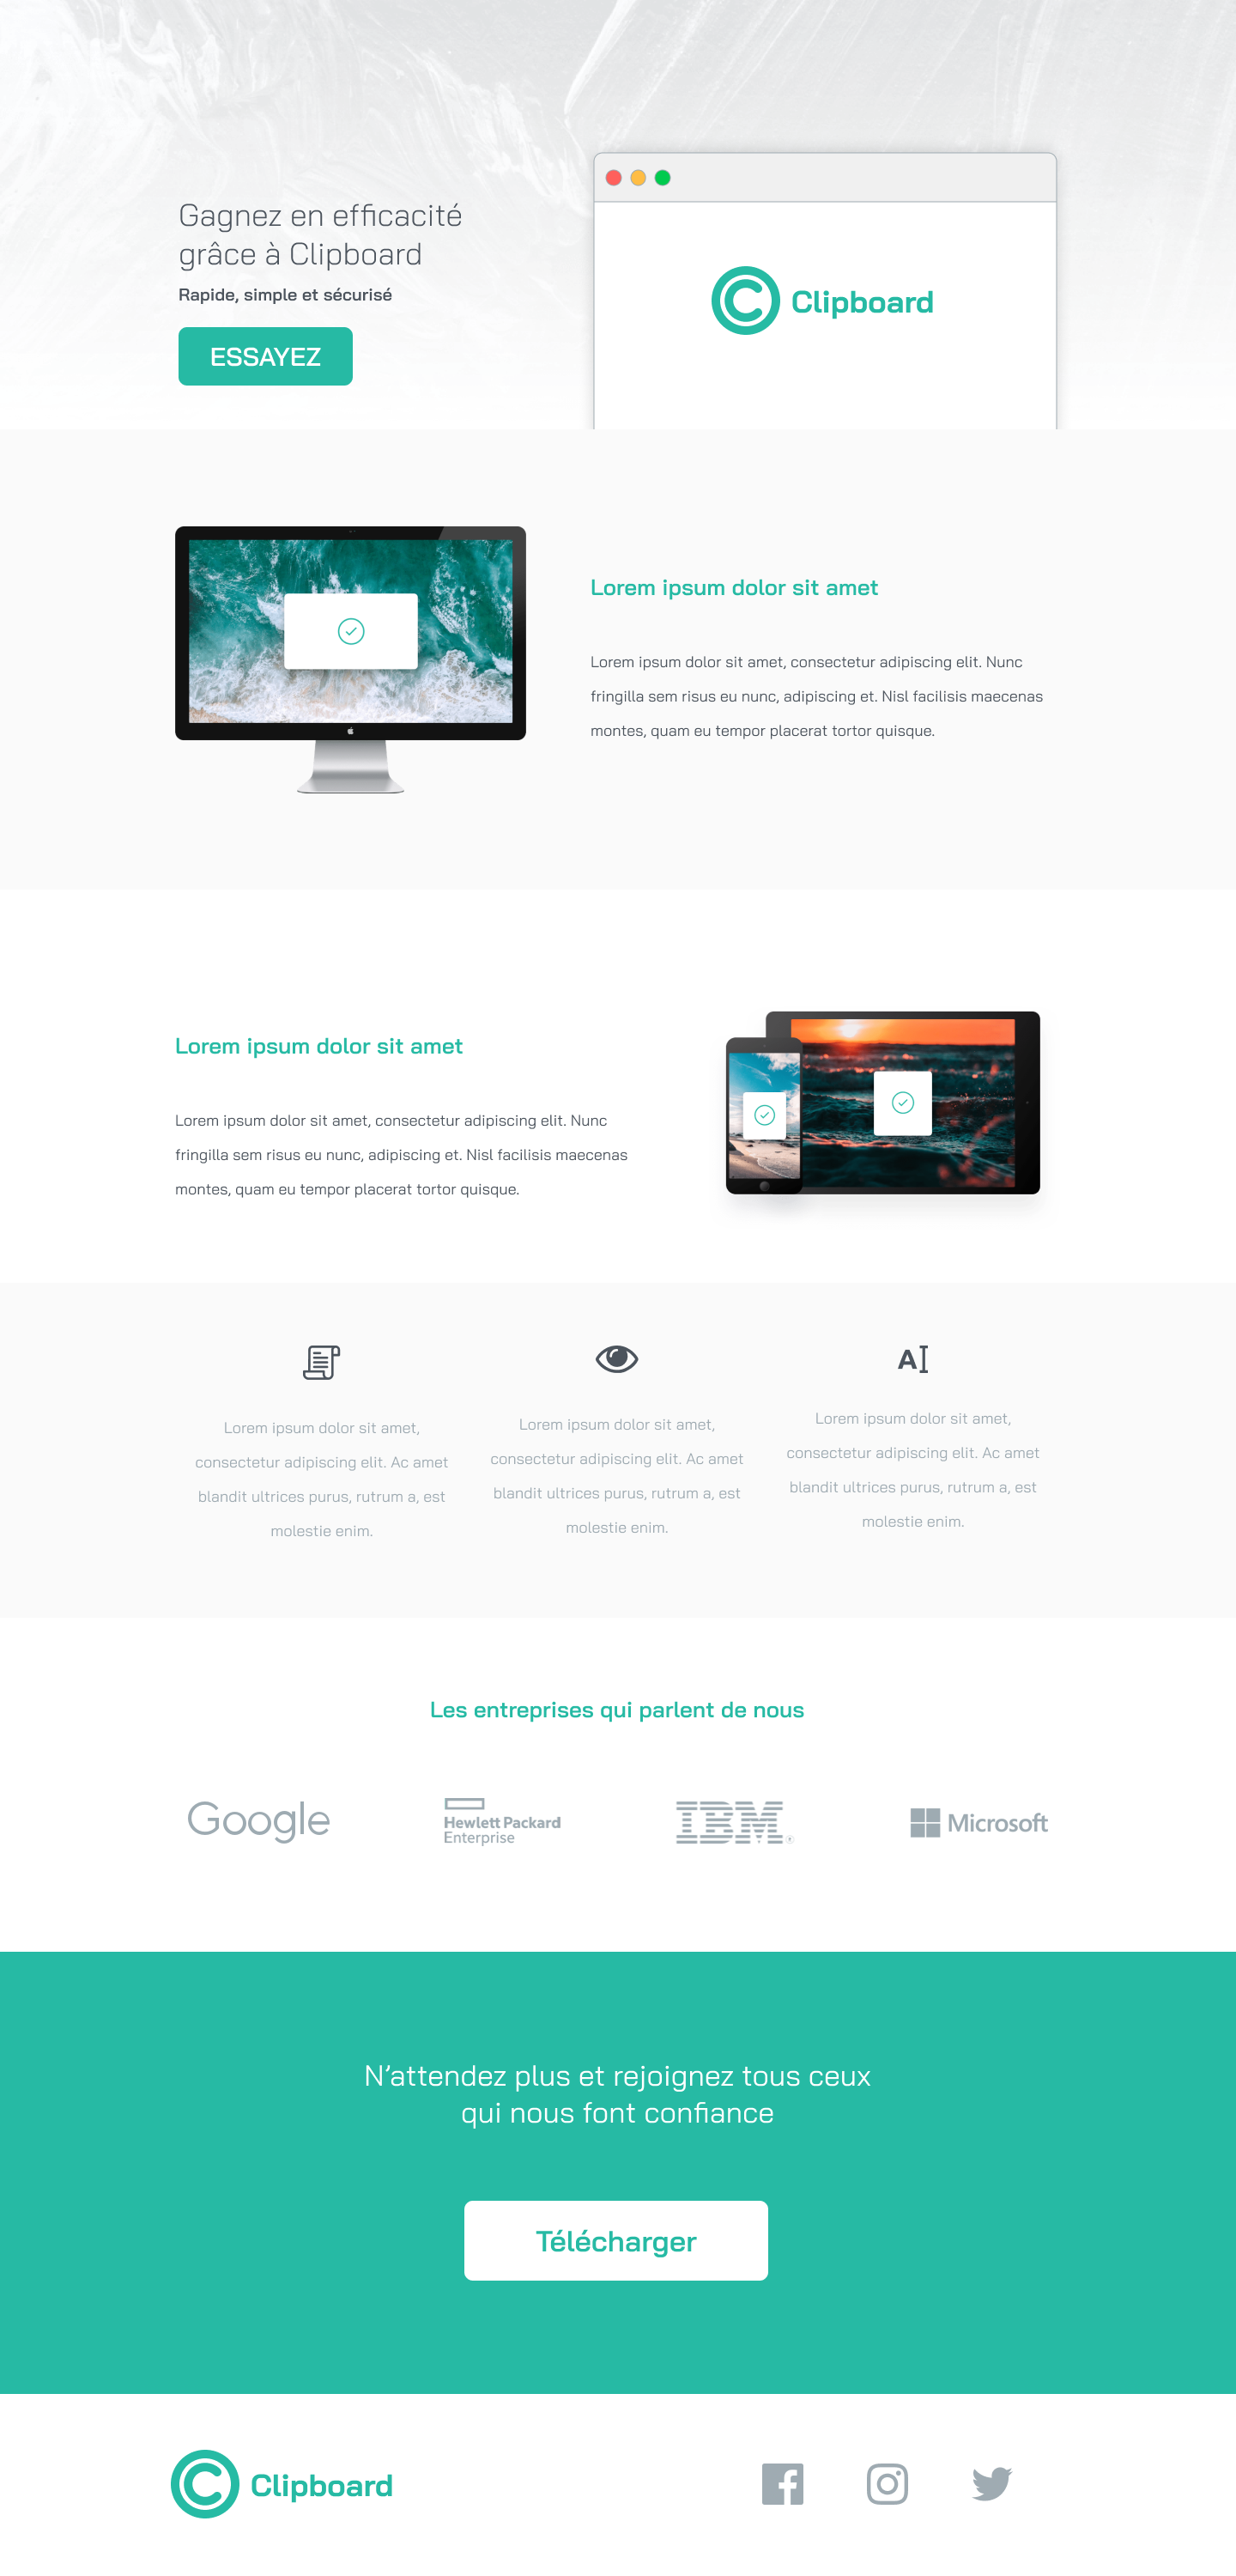 Gagnez en efficacité
grâce à Clipboard
Rapide, simple et sécurisé
ESSAYEZ
Clipboard
Lorem ipsum dolor sit amet
Lorem ipsum dolor sit amet, consectetur adipiscing elit. Nunc
fringilla sem risus eu nunc, adipiscing et. Nisl facilisis maecenas
montes, quam eu tempor placerat tortor quisque.
Lorem ipsum dolor sit amet
Lorem ipsum dolor sit amet, consectetur adipiscing elit. Nunc
fringilla sem risus eu nunc, adipiscing et. Nisl facilisis maecenas
montes, quam eu tempor placerat tortor quisque.
Lorem ipsum dolor sit amet,
consectetur adipiscing elit. Ac amet
blandit ultrices purus, rutrum a, est
molestie enim.
Lorem ipsum dolor sit amet,
consectetur adipiscing elit. Ac amet
blandit ultrices purus, rutrum a, est
molestie enim.
A
Lorem ipsum dolor sit amet,
consectetur adipiscing elit. Ac amet
blandit ultrices purus, rutrum a, est
molestie enim.
Les entreprises qui parlent de nous
Google
Hewlett Packard
Enterprise
IBM®
Microsoft
N’attendez plus et rejoignez tous ceux
qui nous font confiance
Télécharger
Clipboard